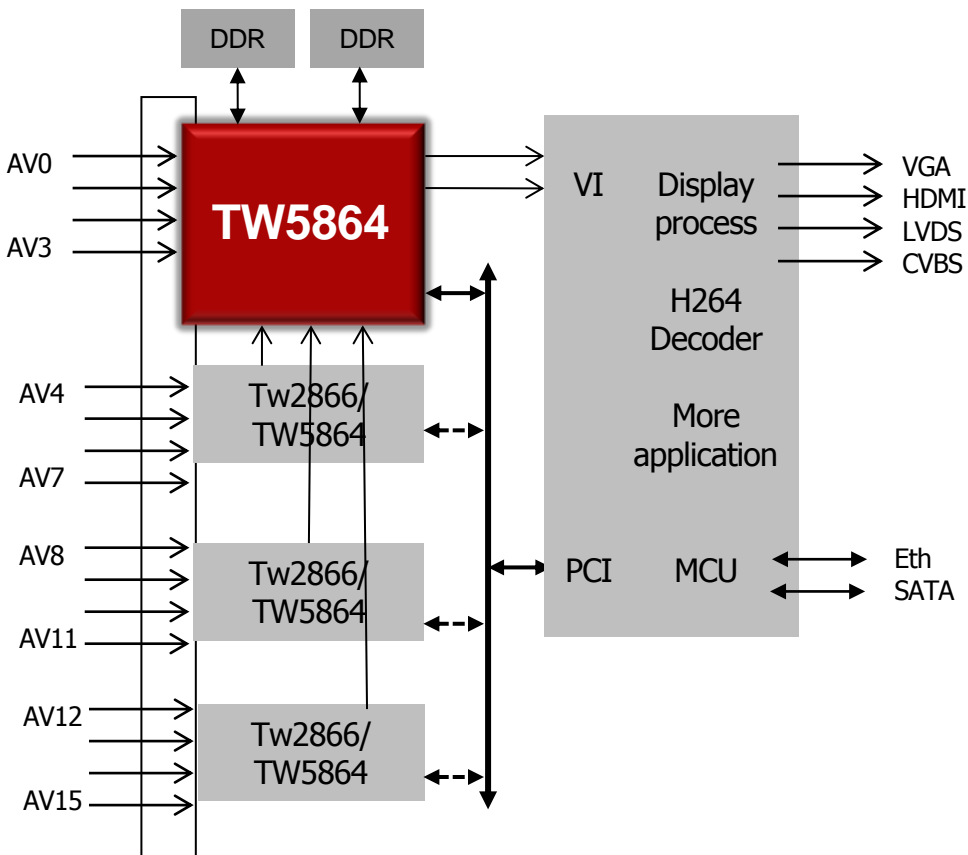 DDR
DDR
AV0
AV3
TW5864
VI
Display
process
VGA
HDMI
LVDS
CVBS
H264
Decoder
More
application
AV4
AV7
Tw2866/
TW5864
AV8
AV11
Tw2866/
TW5864
PCI
MCU
Eth
SATA
AV12
AV15
Tw2866/
TW5864